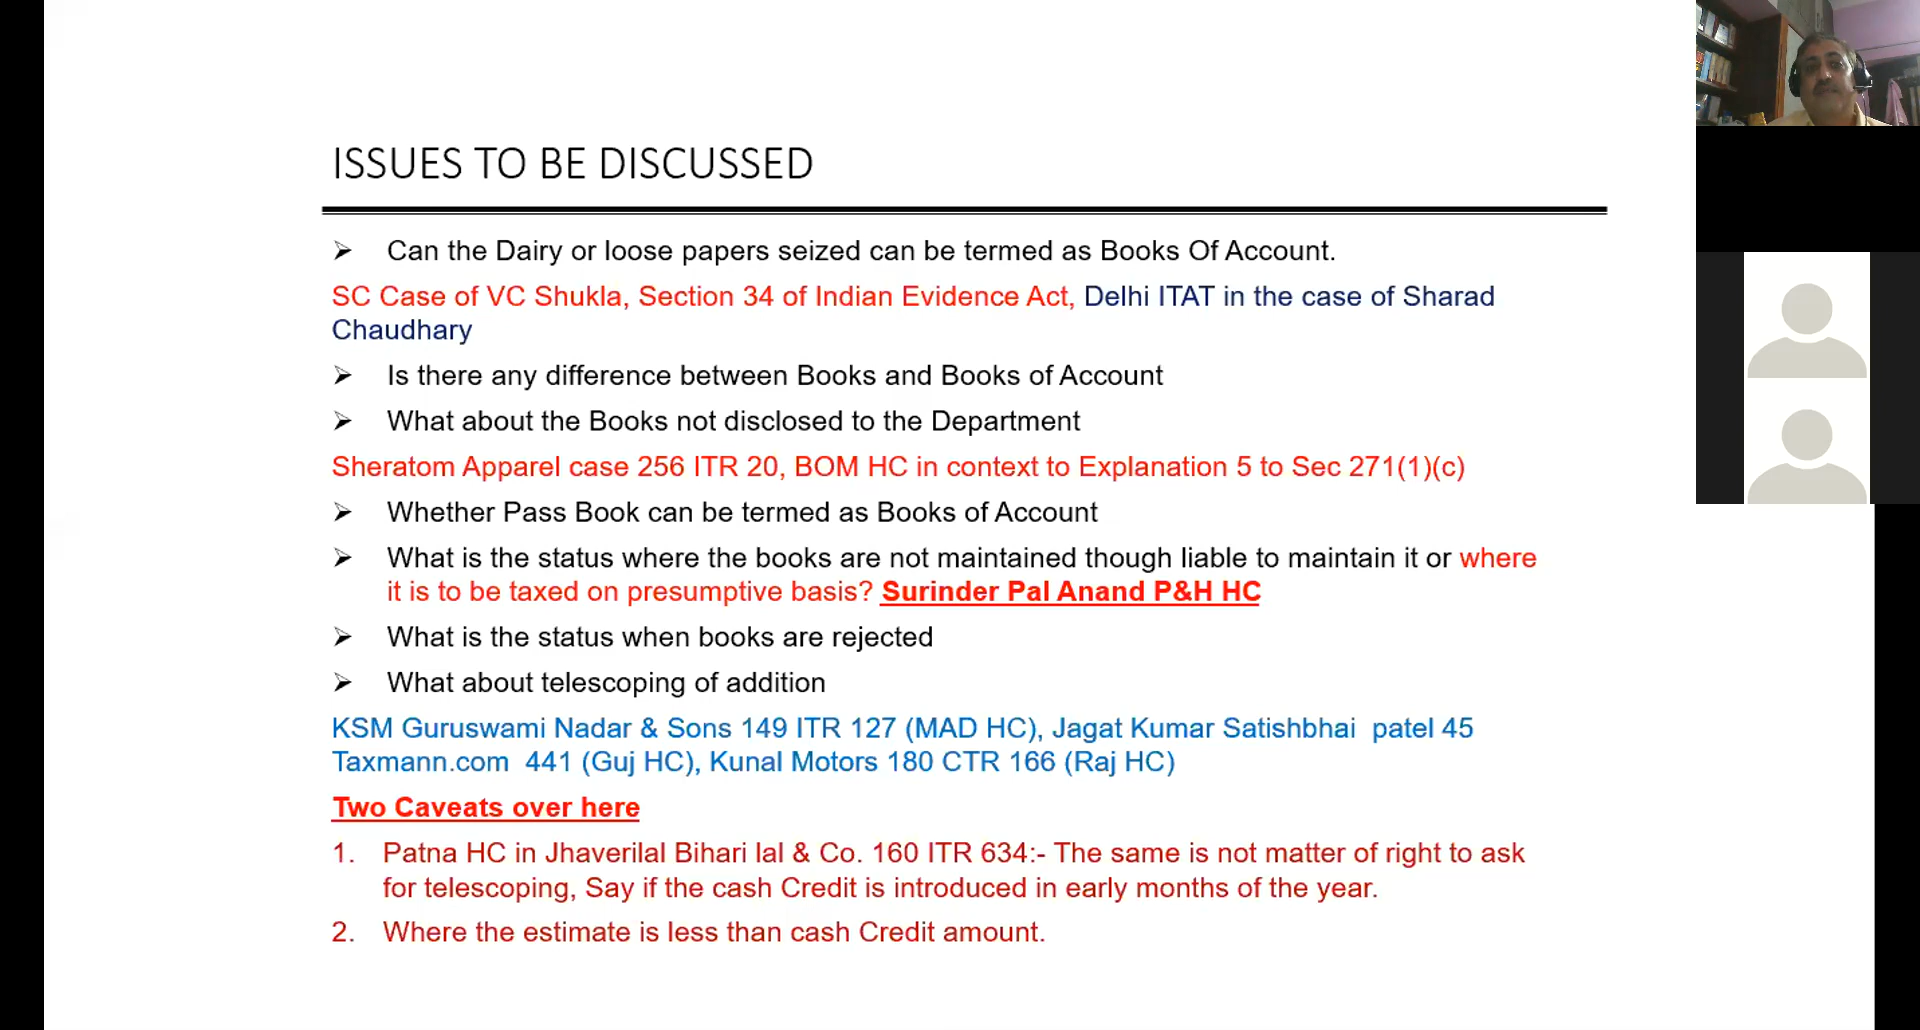 ISSUES TO BE DISCUSSED
➢ Can the Dairy or loose papers seized can be termed as Books Of Account.
SC Case of VC Shukla, Section 34 of Indian Evidence Act, Delhi ITAT in the case of Sharad
Chaudhary
➢ Is there any difference between Books and Books of Account
➢ What about the Books not disclosed to the Department
Sheratom Apparel case 256 ITR 20, BOM HC in context to Explanation 5 to Sec 271(1)(c)
➢ Whether Pass Book can be termed as Books of Account
➢ What is the status where the books are not maintained though liable to maintain it or where
it is to be taxed on presumptive basis? Surinder Pal Anand P&H HC
➢ What is the status when books are rejected
➢ What about telescoping of addition
KSM Guruswami Nadar & Sons 149 ITR 127 (MAD HC), Jagat Kumar Satishbhai patel 45
Taxmann.com 441 (Guj HC), Kunal Motors 180 CTR 166 (Raj HC)
Two Caveats over here
1. Patna HC in Jhaverilal Bihari lal & Co. 160 ITR 634:- The same is not matter of right to ask
for telescoping, Say if the cash Credit is introduced in early months of the year.
2. Where the estimate is less than cash Credit amount.